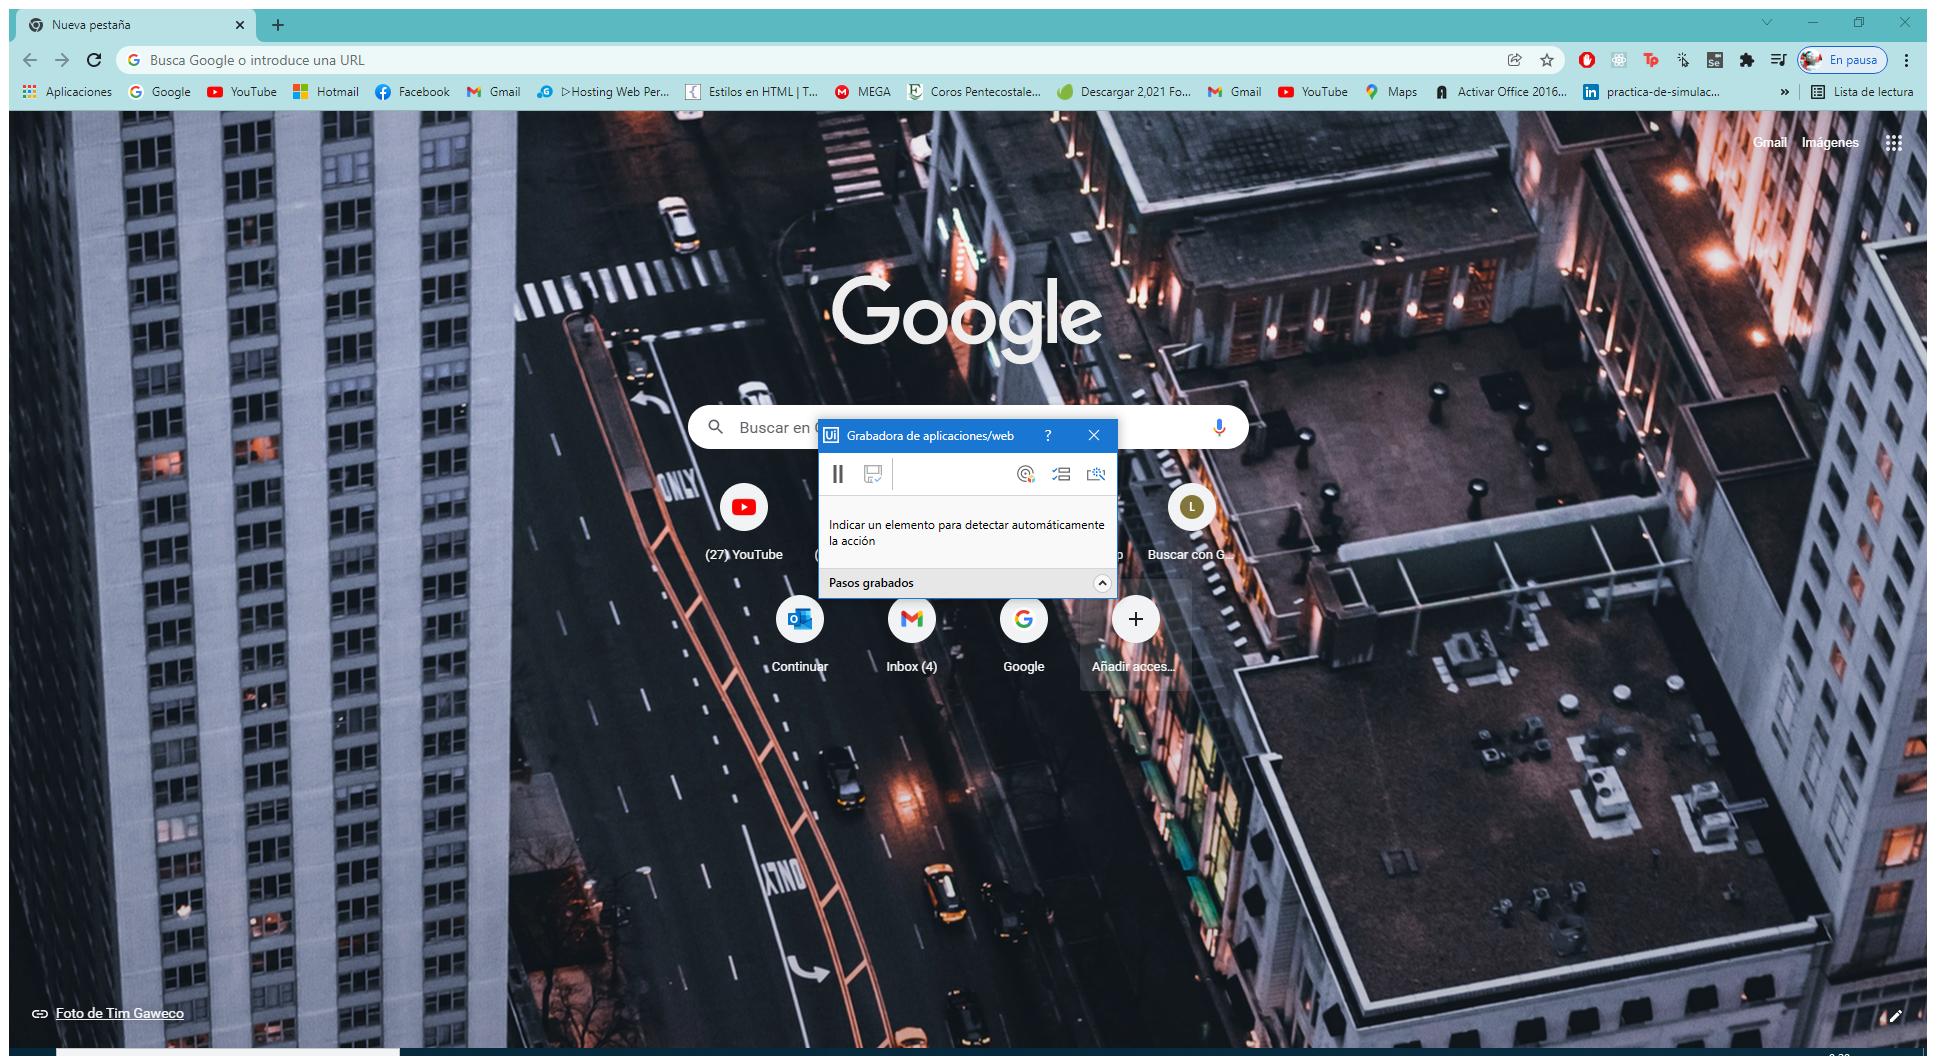 Nueva pestaña
Busca Google o introduce una URL
En pausa
Aplicaciones
Google
YouTube
Hotmail
Facebook
Gmail
▷Hosting Web Per...
Estilos en HTML | T...
MEGA
Coros Pentecostale...
Descargar 2,021 Fo...
Gmail
YouTube
Maps
Activar Office 2016...
practica-de-simulac...
»
Lista de lectura
Gmail
Imágenes
Google
Buscar en
Ui Grabadora de aplicaciones/web ?
Indicar un elemento para detectar automáticamente
la acción
Pasos grabados
ONLY
L
(27) YouTube
Buscar con G...
Continuar
Inbox (4)
Google
Añadir acces...
ONLY
Foto de Tim Gaweco